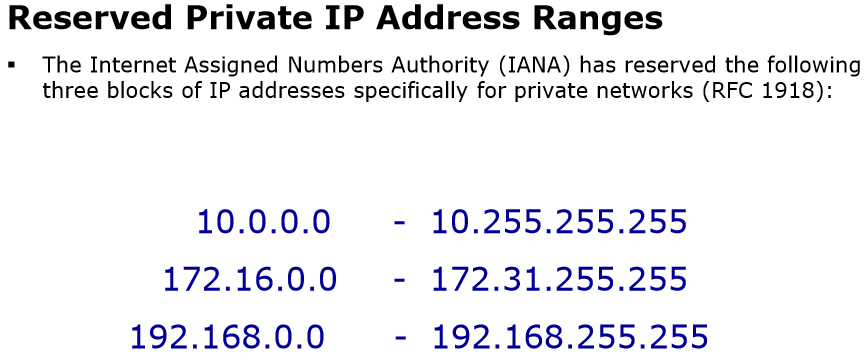 Reserved Private IP Address Ranges
▪ The Internet Assigned Numbers Authority (IANA) has reserved the following
three blocks of IP addresses specifically for private networks (RFC 1918):
10.0.0.0 - 10.255.255.255
172.16.0.0 - 172.31.255.255
192.168.0.0 - 192.168.255.255